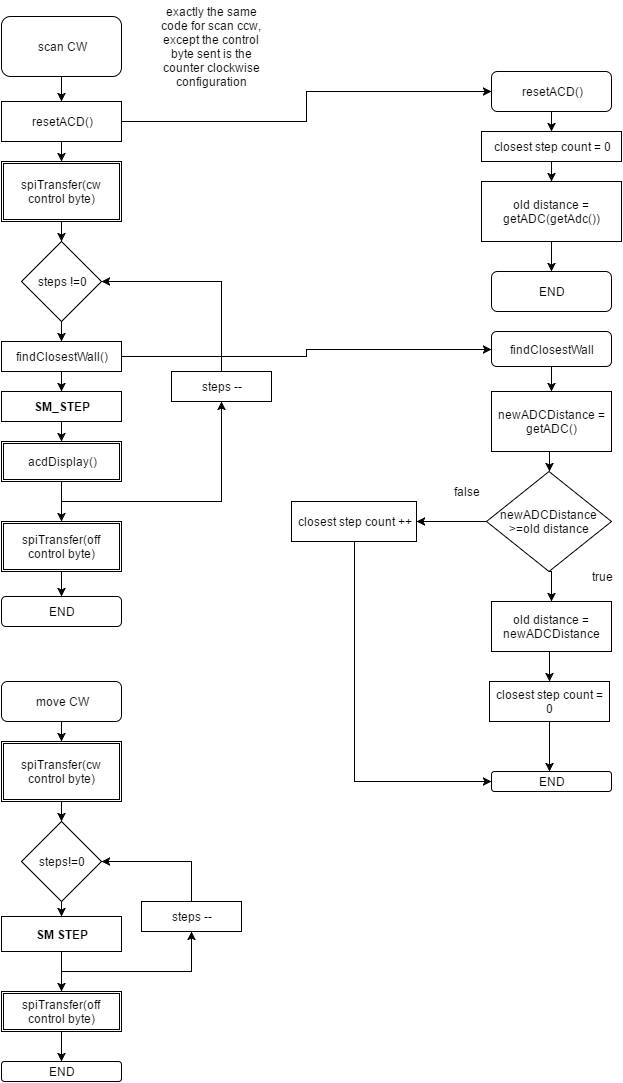 exactly the same
code for scan ccw,
except the control
byte sent is the
counter clockwise
configuration
scan CW
resetACD()
spiTransfer(cw
control byte)
steps !=0
findClosestWall()
steps --
SM_STEP
acdDisplay()
spiTransfer(off
control byte)
END
resetACD()
closest step count = 0
old distance =
getADC(getAdc())
END
findClosestWall
newADCDistance =
getADC()
false
newADCDistance
>=old distance
closest step count ++
true
old distance =
newADCDistance
closest step count =
0
END
move CW
spiTransfer(cw
control byte)
steps!=0
steps --
SM STEP
spiTransfer(off
control byte)
END